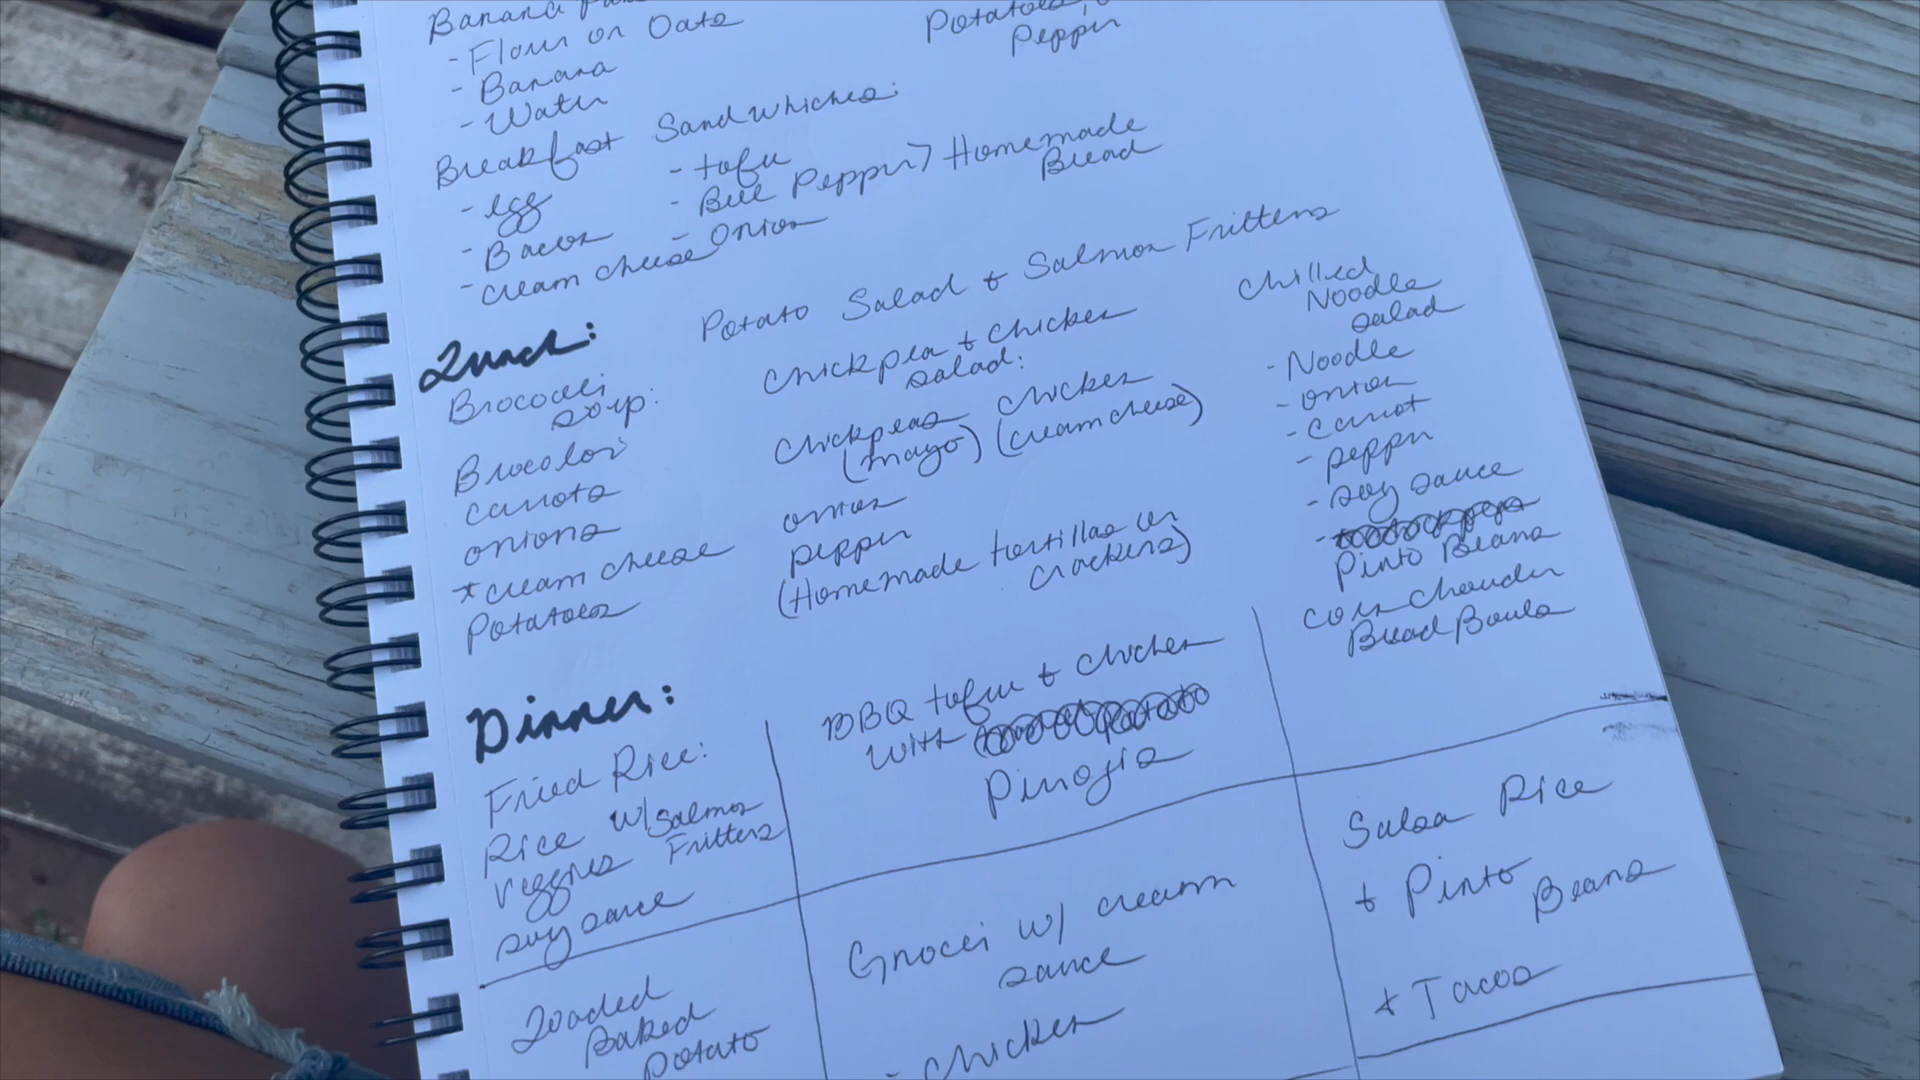 Banana
- Flour or Oats
- Banana
- Water
Potatoes,
Pepper
Breakfast Sandwhiches:
- egg
- Bacon
- cream cheese
- tofu
- Bell Pepper > Homemade
Bread
- Onion
Lunch:
Potato Salad & Salmon Fritters
Brocoli
soup:
Brocolor
carrots
onions
* cream cheese
Potatoes
Chickpea & Chicken
salad:
Chickpeas chicken
(mayo) (cream cheese)
onion
pepper
(Homemade tortillas or
crackers)
Chilled
Noodle
salad
- Noodle
- onion
- carrot
- pepper
- soy sauce
-
Pinto Beans
Corn Chowder
Bread Bowls
Dinner:
Fried Rice:
Rice w/ Salmon
Veggies Fritters
soy sauce
BBQ tofu & chicken
with
Salsa Rice
& Pinto
Beans
& Tacos
Loaded
Baked
Potato
Gnocci w/ cream
sauce
- chicken